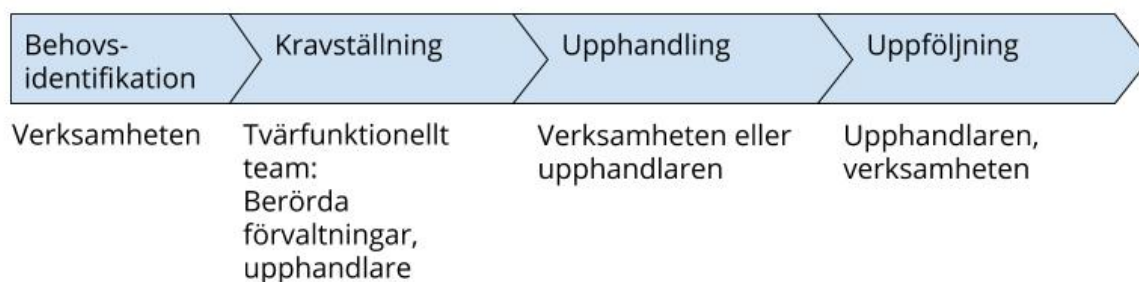 Behovs-
identifikation
Kravställning
Upphandling
Uppföljning
Verksamheten
Tvärfunktionellt
team:
Berörda
förvaltningar,
upphandlare
Verksamheten eller
upphandlaren
Upphandlaren,
verksamheten